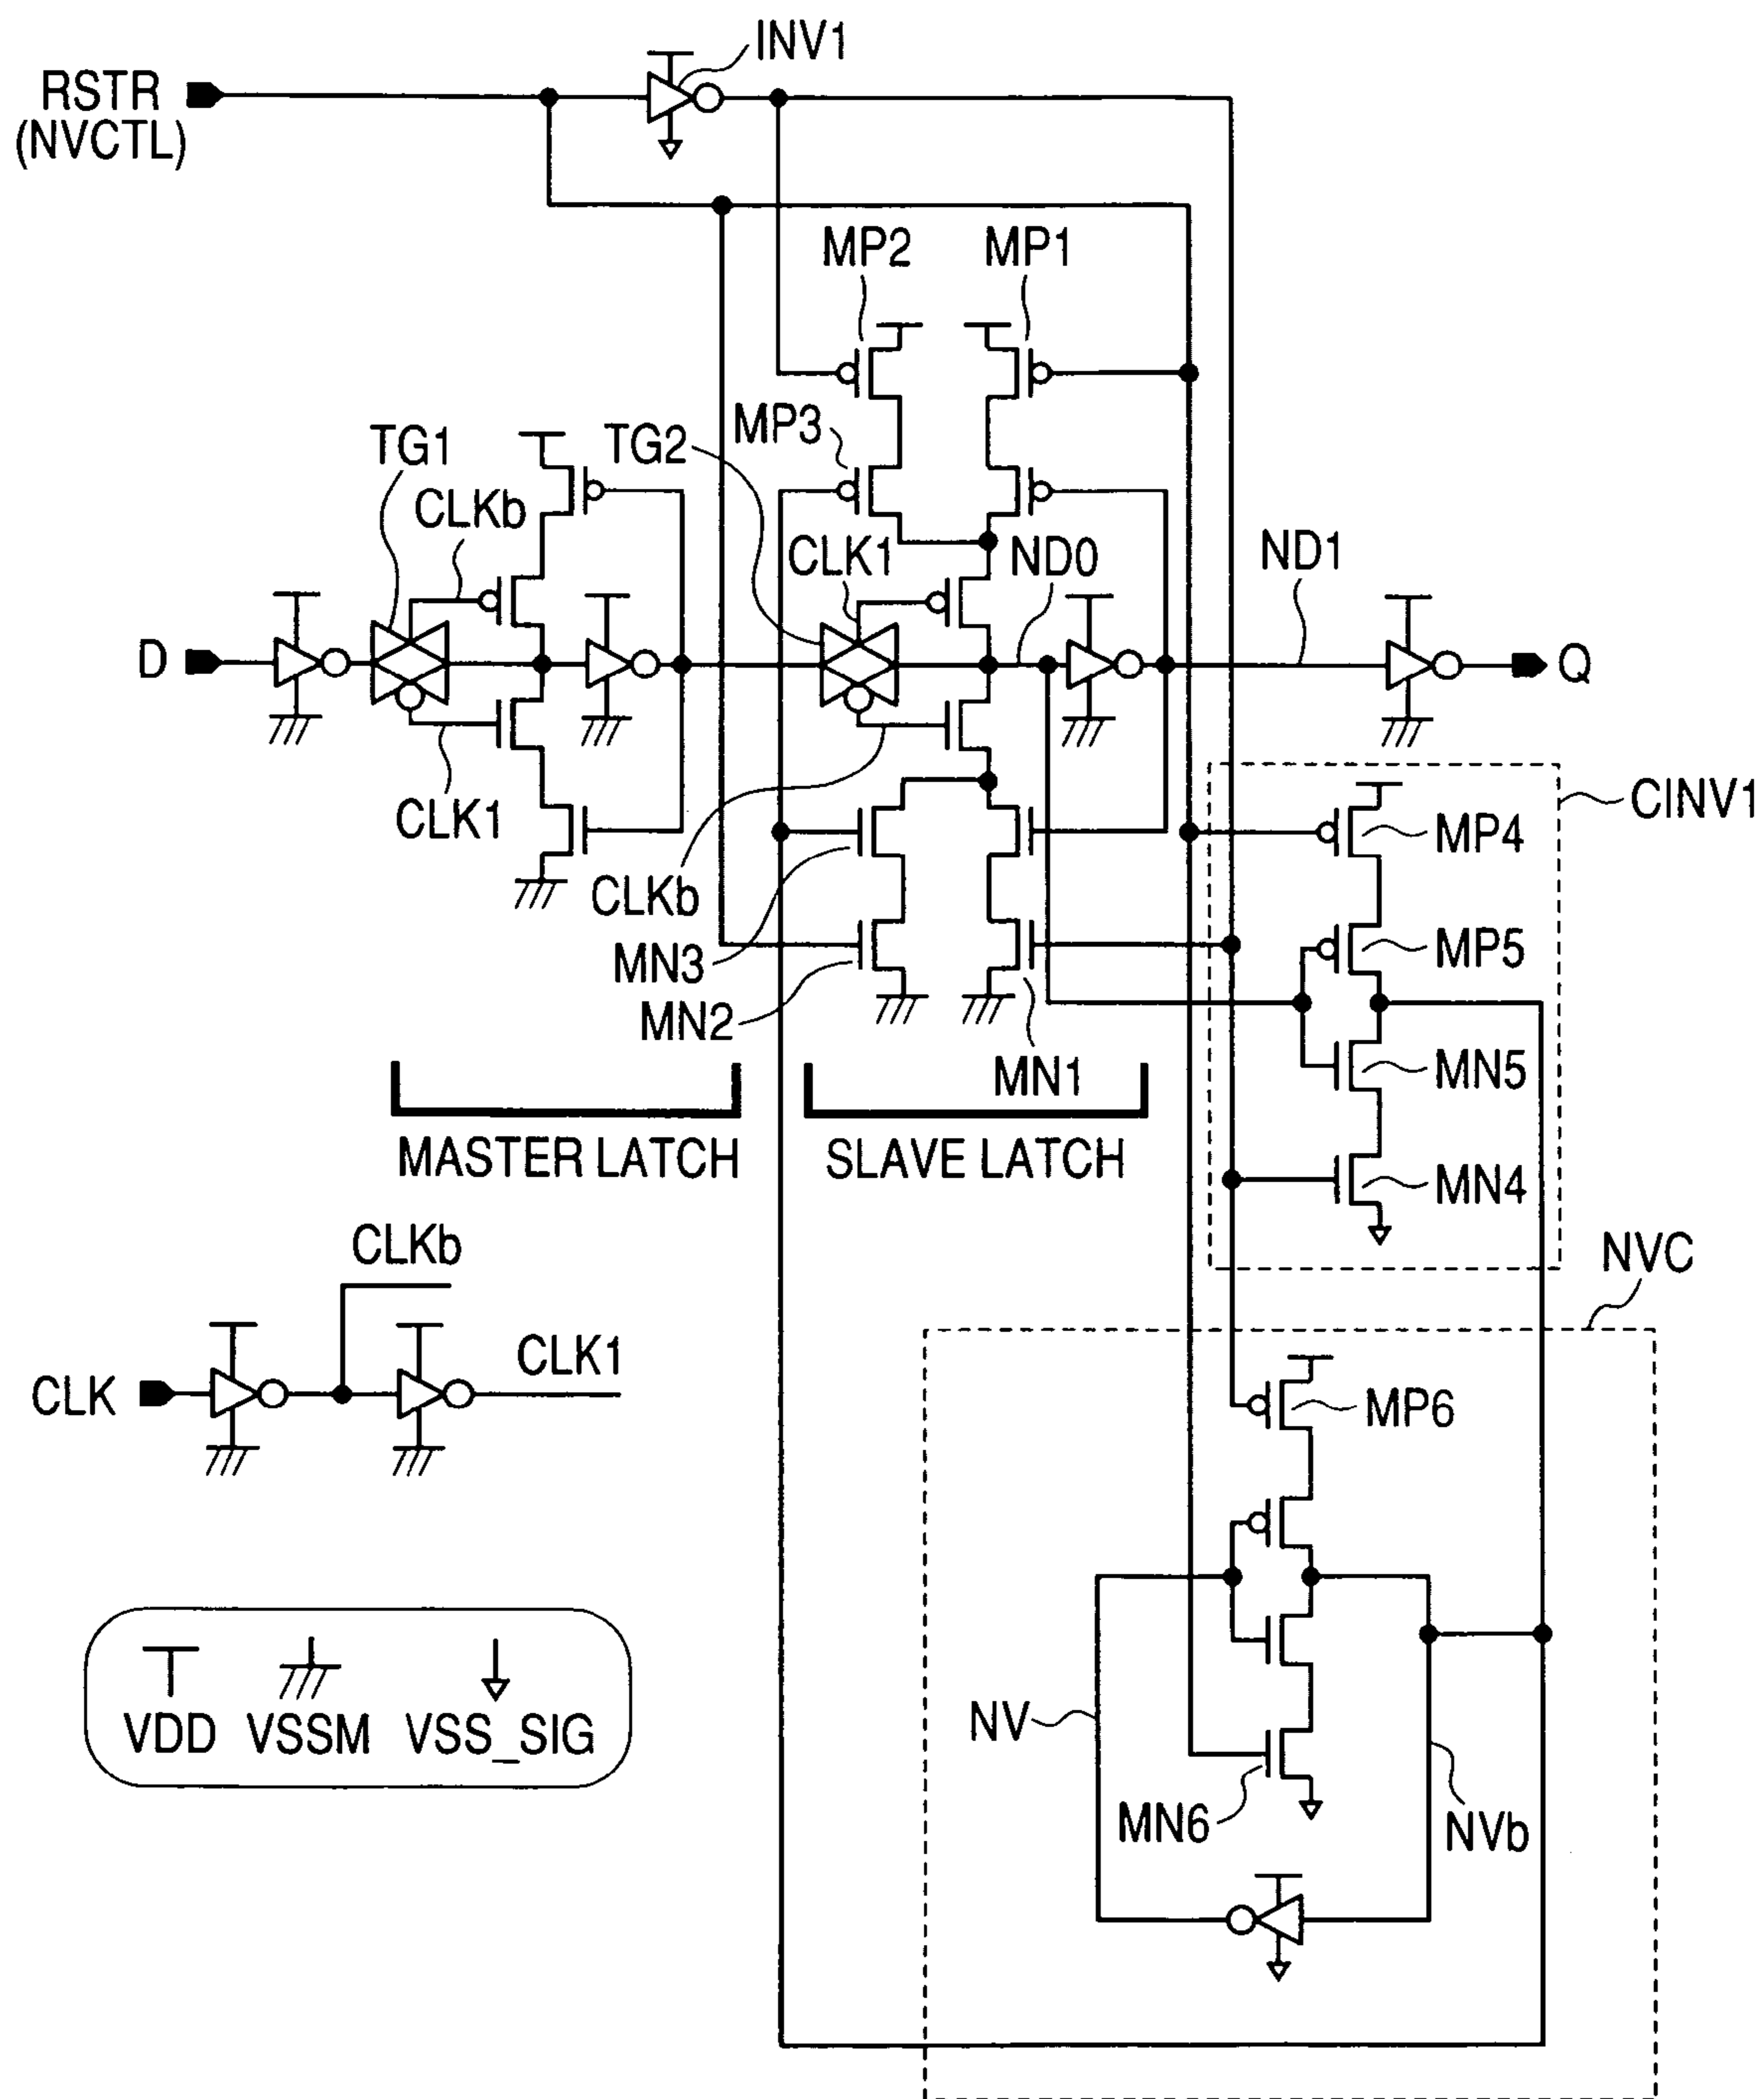 INV1
RSTR
(NVCTL)
MP2
MP1
MP3
TG1
TG2
CLKb
CLK1
ND0
ND1
D
Q
CINV1
MP4
CLK1
CLKb
MN3
MP5
MN2
MN1
MN5
MASTER LATCH
SLAVE LATCH
MN4
CLKb
NVC
CLK
CLK1
MP6
NV
VDD
VSSM
VSS_SIG
MN6
NVb